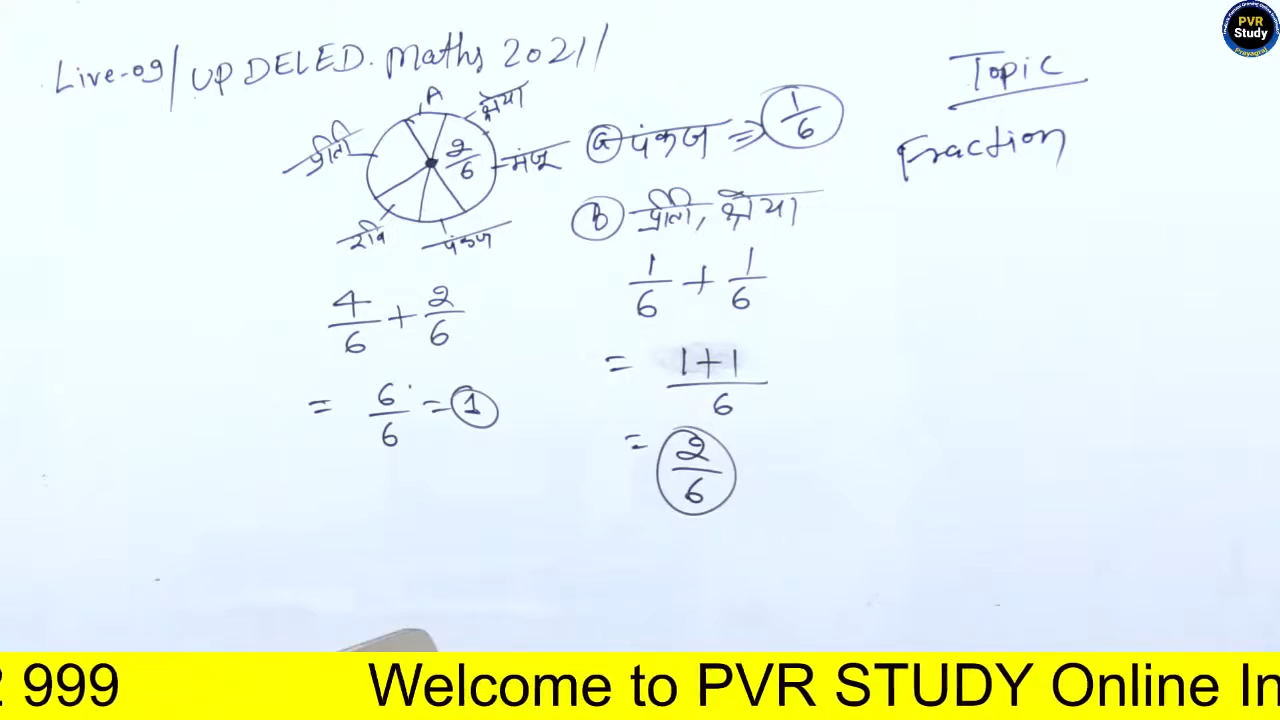 Live-09/ UP DELED. Maths 2021/
Topic
Fraction
A
श्रेया
प्रीती
2/6
मंजू
रवि
पंकज
a पंकज ⇒ 1/6
b प्रीती, श्रेया
1/6 + 1/6
= 1+1/6
= 2/6
4/6 + 2/6
= 6/6 = 1
PVR
Study
Prayagraj
999 Welcome to PVR STUDY Online In